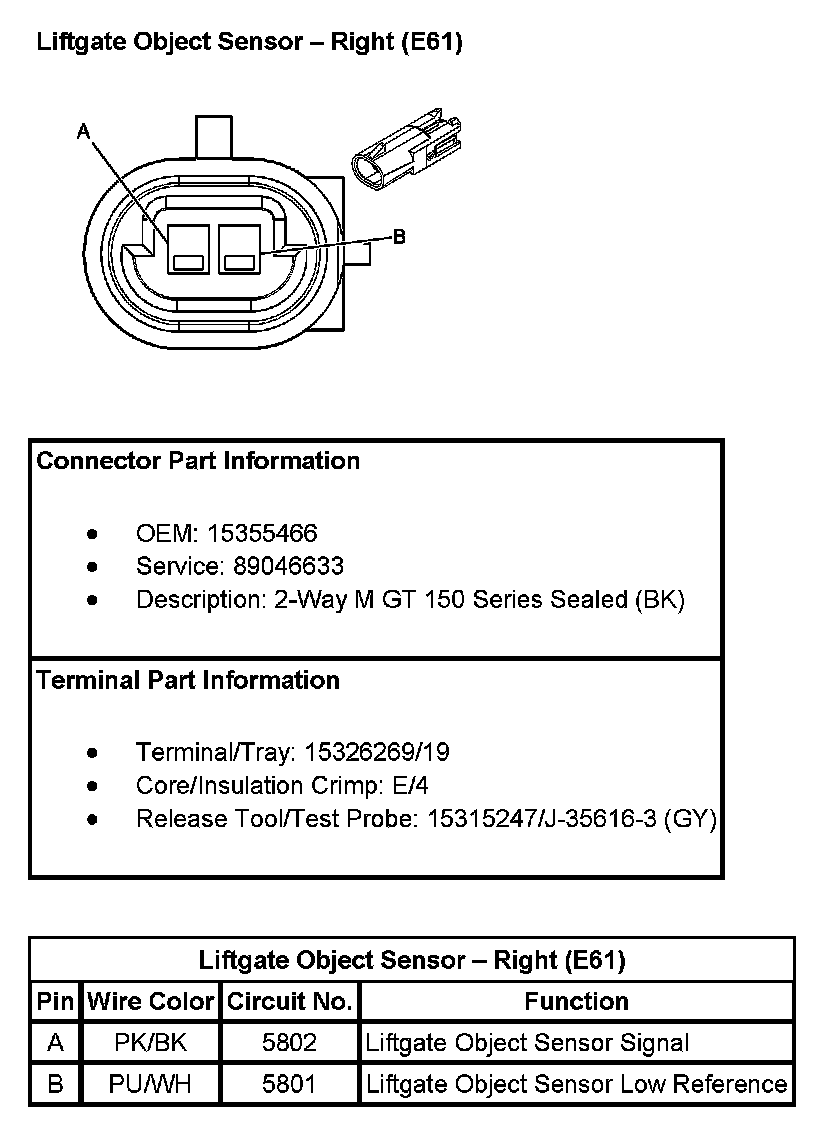 Liftgate Object Sensor – Right (E61)
A
B
Connector Part Information
• OEM: 15355466
• Service: 89046633
• Description: 2-Way M GT 150 Series Sealed (BK)
Terminal Part Information
• Terminal/Tray: 15326269/19
• Core/Insulation Crimp: E/4
• Release Tool/Test Probe: 15315247/J-35616-3 (GY)
Liftgate Object Sensor – Right (E61)
Pin Wire Color Circuit No. Function
A PK/BK 5802 Liftgate Object Sensor Signal
B PU/WH 5801 Liftgate Object Sensor Low Reference